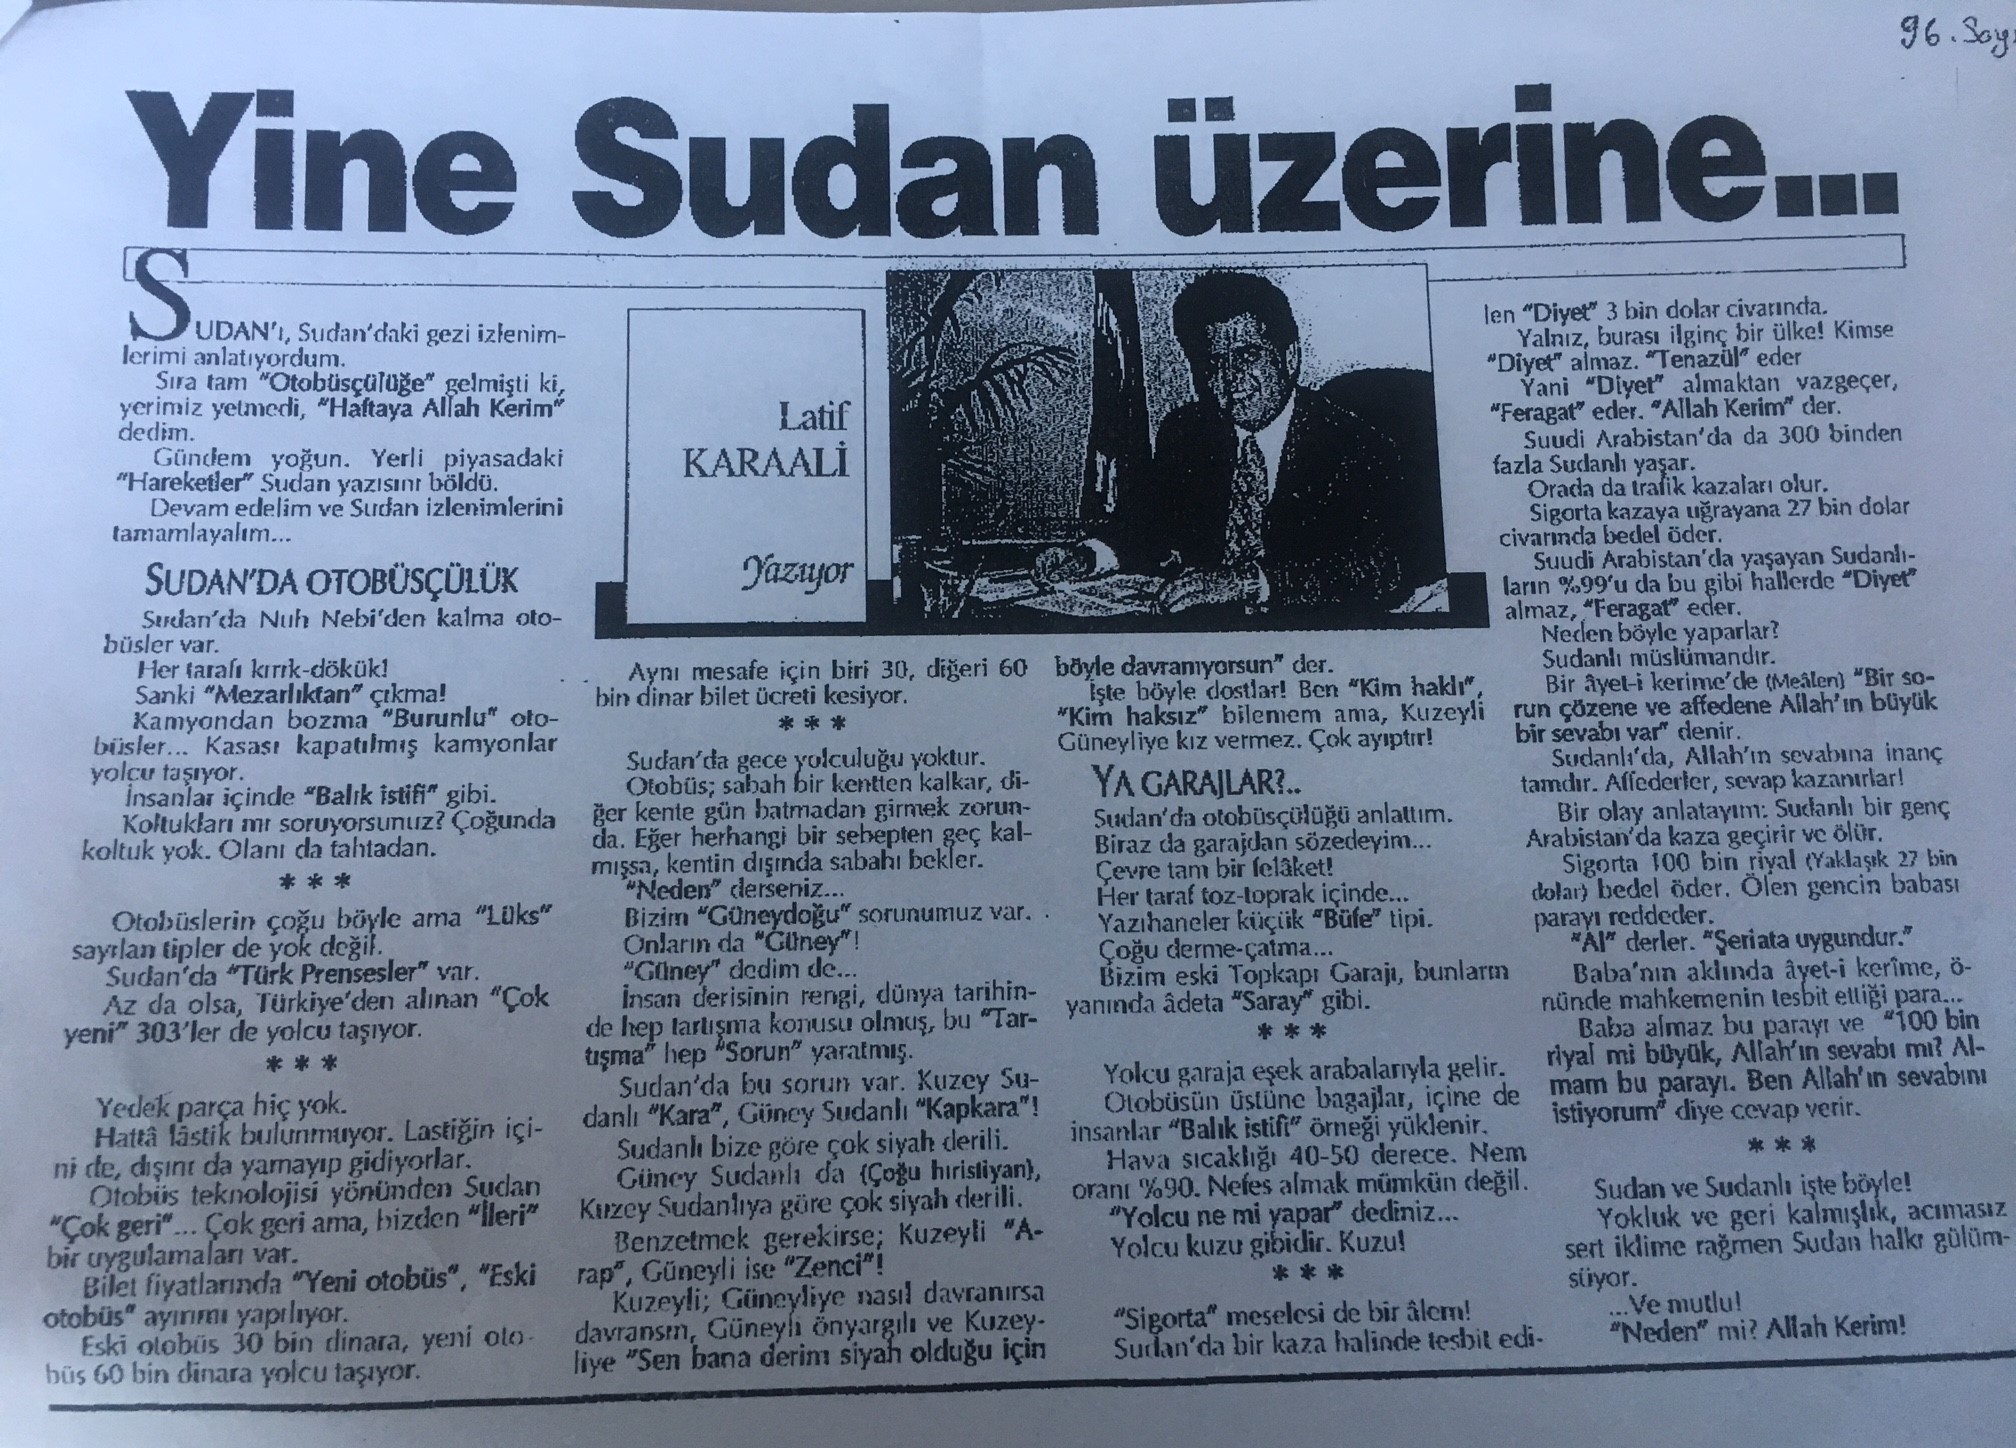 96. Sayı
Yine Sudan üzerine...
SUDAN'ı, Sudan'daki gezi izlenim-
lerimi anlatıyordum.
Sıra tam "Otobüsçülüğe" gelmişti ki,
yerimiz yetmedi, "Haftaya Allah Kerim"
dedim.
Gündem yoğun. Yerli piyasadaki
"Hareketler" Sudan yazısını böldü.
Devam edelim ve Sudan izlenimlerini
tamamlayalım...
SUDAN'DA OTOBÜSÇÜLÜK
Sudan'da Nuh Nebi'den kalma oto-
büsler var.
Her tarafı kırık-dökük!
Sanki "Mezarlıktan" çıkma!
Kamyondan bozma "Burunlu" oto-
büsler... Kasası kapatılmış kamyonlar
yolcu taşıyor.
İnsanlar içinde "Balık istifi" gibi.
Koltukları mı soruyorsunuz? Çoğunda
koltuk yok. Olanı da tahtadan.
* * *
Otobüslerin çoğu böyle ama "Lüks"
sayılan tipler de yok değil.
Sudan'da "Türk Prensesler" var.
Az da olsa, Türkiye'den alınan "Çok
yeni" 303'ler de yolcu taşıyor.
* * *
Yedek parça hiç yok.
Hattâ lâstik bulunmuyor. Lastiğin içi-
ni de, dışını da yamayıp gidiyorlar.
Otobüs teknolojisi yönünden Sudan
"Çok geri"... Çok geri ama, bizden "İleri"
bir uygulamaları var.
Bilet fiyatlarında "Yeni otobüs", "Eski
otobüs" ayırımı yapılıyor.
Eski otobüs 30 bin dinara, yeni oto-
büs 60 bin dinara yolcu taşıyor.
Latif
KARAALİ
Yazıyor
Aynı mesafe için biri 30, diğeri 60
bin dinar bilet ücreti kesiyor.
* * *
Sudan'da gece yolculuğu yoktur.
Otobüs; sabah bir kentten kalkar, di-
ğer kente gün batmadan girmek zorun-
da. Eğer herhangi bir sebepten geç kal-
mışsa, kentin dışında sabahı bekler.
"Neden" derseniz...
Bizim "Güneydoğu" sorunumuz var.
Onların da "Güney"!
"Güney" dedim de...
İnsan derisinin rengi, dünya tarihin-
de hep tartışma konusu olmuş, bu "Tar-
tışma" hep "Sorun" yaratmış.
Sudan'da bu sorun var. Kuzey Su-
danlı "Kara", Güney Sudanlı "Kapkara"!
Sudanlı bize göre çok siyah derili.
Güney Sudanlı da (Çoğu hıristiyan),
Kuzey Sudanlıya göre çok siyah derili.
Benzetmek gerekirse; Kuzeyli "A-
rap", Güneyli ise "Zenci"!
Kuzeyli; Güneyliye nasıl davranırsa
davransın, Güneyli önyargılı ve Kuzey-
liye "Sen bana derim siyah olduğu için
böyle davranıyorsun" der.
İşte böyle dostlar! Ben "Kim haklı",
"Kim haksız" bilemem ama, Kuzeyli
Güneyliye kız vermez. Çok ayıptır!
YA GARAJLAR?..
Sudan'da otobüsçülüğü anlattım.
Biraz da garajdan sözedeyim...
Çevre tam bir felâket!
Her taraf toz-toprak içinde...
Yazıhaneler küçük "Büfe" tipi.
Çoğu derme-çatma...
Bizim eski Topkapı Garajı, bunların
yanında âdeta "Saray" gibi.
* * *
Yolcu garaja eşek arabalarıyla gelir.
Otobüsün üstüne bagajlar, içine de
insanlar "Balık istifi" örneği yüklenir.
Hava sıcaklığı 40-50 derece. Nem
oranı %90. Nefes almak mümkün değil.
"Yolcu ne mi yapar" dediniz...
Yolcu kuzu gibidir. Kuzu!
* * *
"Sigorta" meselesi de bir âlem!
Sudan'da bir kaza halinde tesbit edi-
len "Diyet" 3 bin dolar civarında.
Yalnız, burası ilginç bir ülke! Kimse
"Diyet" almaz. "Tenazül" eder
Yani "Diyet" almaktan vazgeçer,
"Feragat" eder. "Allah Kerim" der.
Suudi Arabistan'da da 300 binden
fazla Sudanlı yaşar.
Orada da trafik kazaları olur.
Sigorta kazaya uğrayana 27 bin dolar
civarında bedel öder.
Suudi Arabistan'da yaşayan Sudanlı-
ların %99'u da bu gibi hallerde "Diyet"
almaz, "Feragat" eder.
Neden böyle yaparlar?
Sudanlı müslümandır.
Bir âyet-i kerime'de (Meâlen) "Bir so-
run çözene ve affedene Allah'ın büyük
bir sevabı var" denir.
Sudanlı'da, Allah'ın sevabına inanç
tamdır. Affederler, sevap kazanırlar!
Bir olay anlatayım: Sudanlı bir genç
Arabistan'da kaza geçirir ve ölür.
Sigorta 100 bin riyal (Yaklaşık 27 bin
dolar) bedel öder. Ölen gencin babası
parayı reddeder.
"Al" derler. "Şeriata uygundur."
Baba'nın aklında âyet-i kerîme, ö-
nünde mahkemenin tesbit ettiği para...
Baba almaz bu parayı ve "100 bin
riyal mi büyük, Allah'ın sevabı mı? Al-
mam bu parayı. Ben Allah'ın sevabını
istiyorum" diye cevap verir.
* * *
Sudan ve Sudanlı işte böyle!
Yokluk ve geri kalmışlık, acımasız
sert iklime rağmen Sudan halkı gülüm-
süyor.
...Ve mutlu!
"Neden" mi? Allah Kerim!